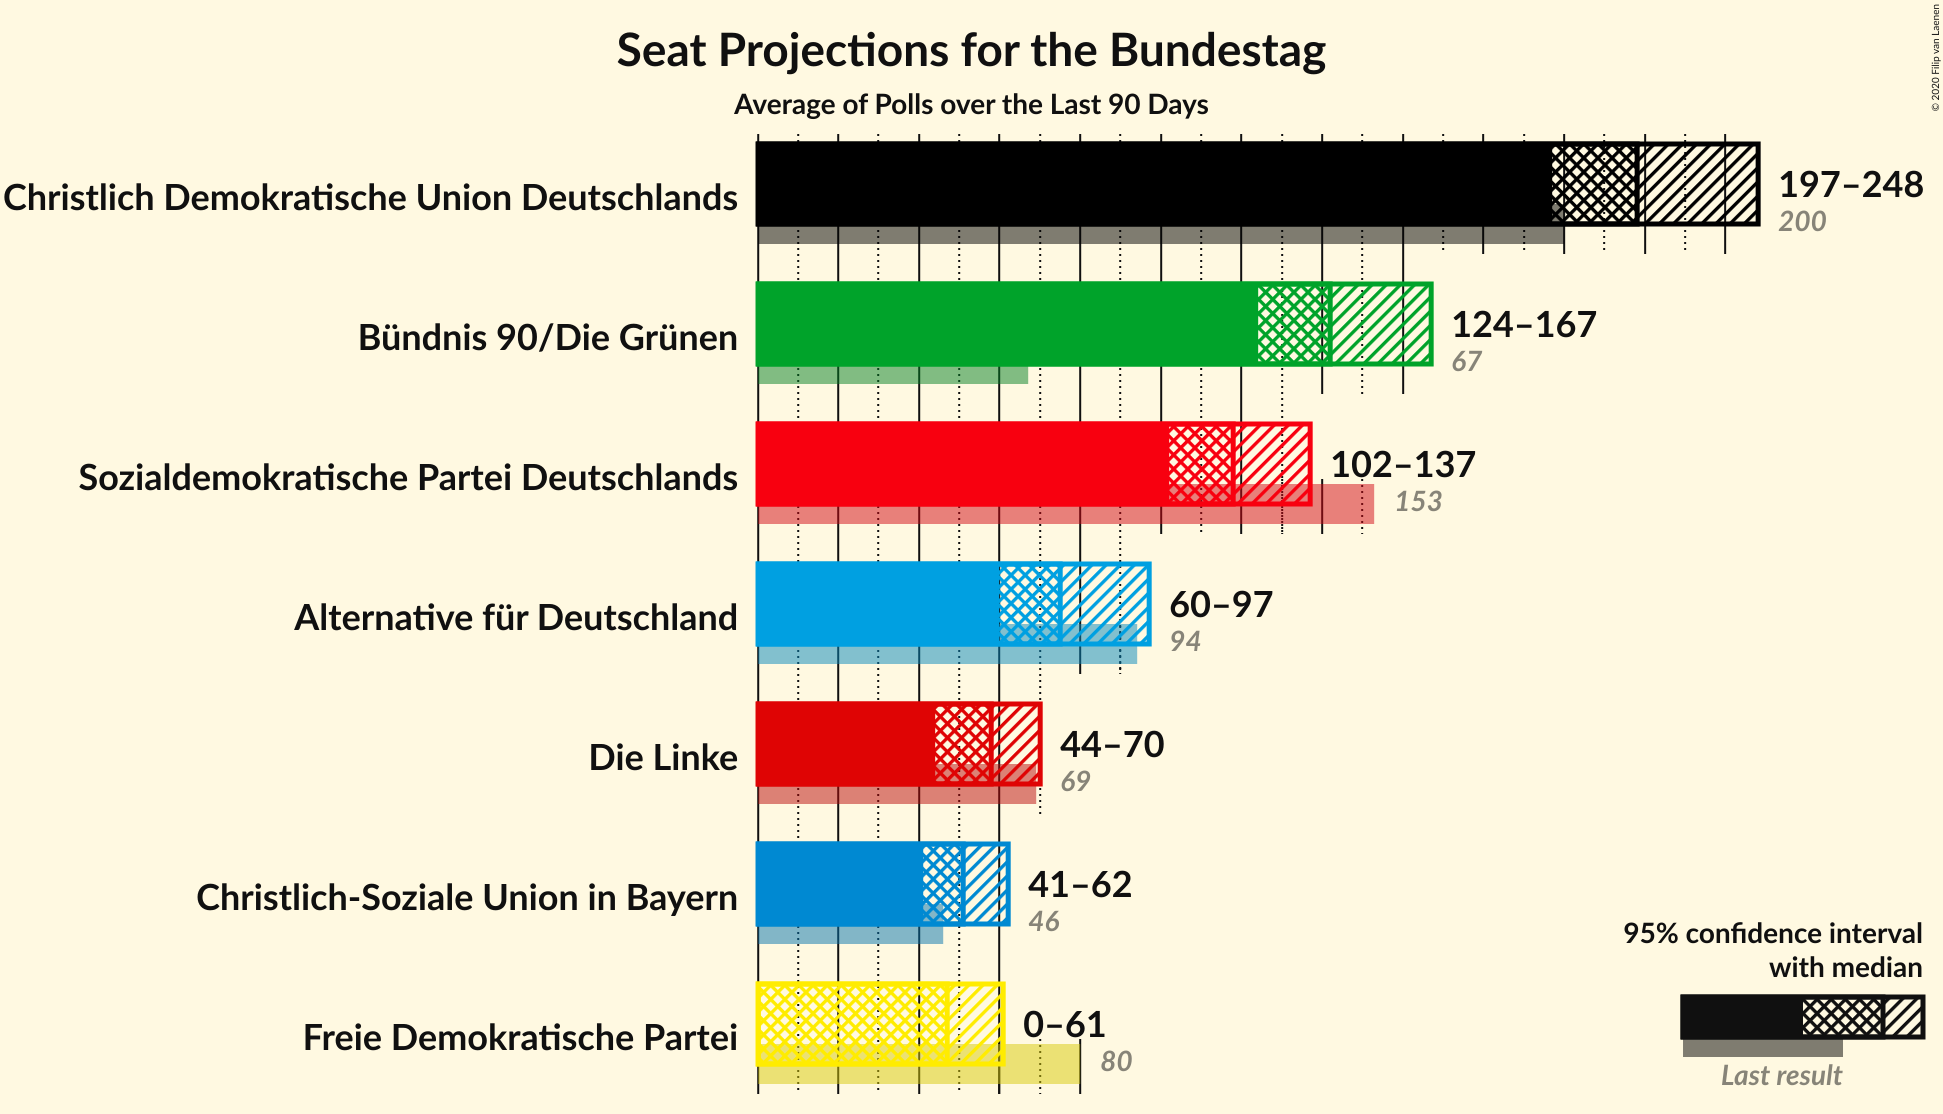 Seat Projections for the Bundestag
Average of Polls over the Last 90 Days
© 2020 Filip van Laenen
Christlich Demokratische Union Deutschlands
197–248
200
Bündnis 90/Die Grünen
124–167
67
Sozialdemokratische Partei Deutschlands
102–137
153
Alternative für Deutschland
60–97
94
Die Linke
44–70
69
Christlich-Soziale Union in Bayern
41–62
46
Freie Demokratische Partei
0–61
80
95% confidence interval
with median
Last result